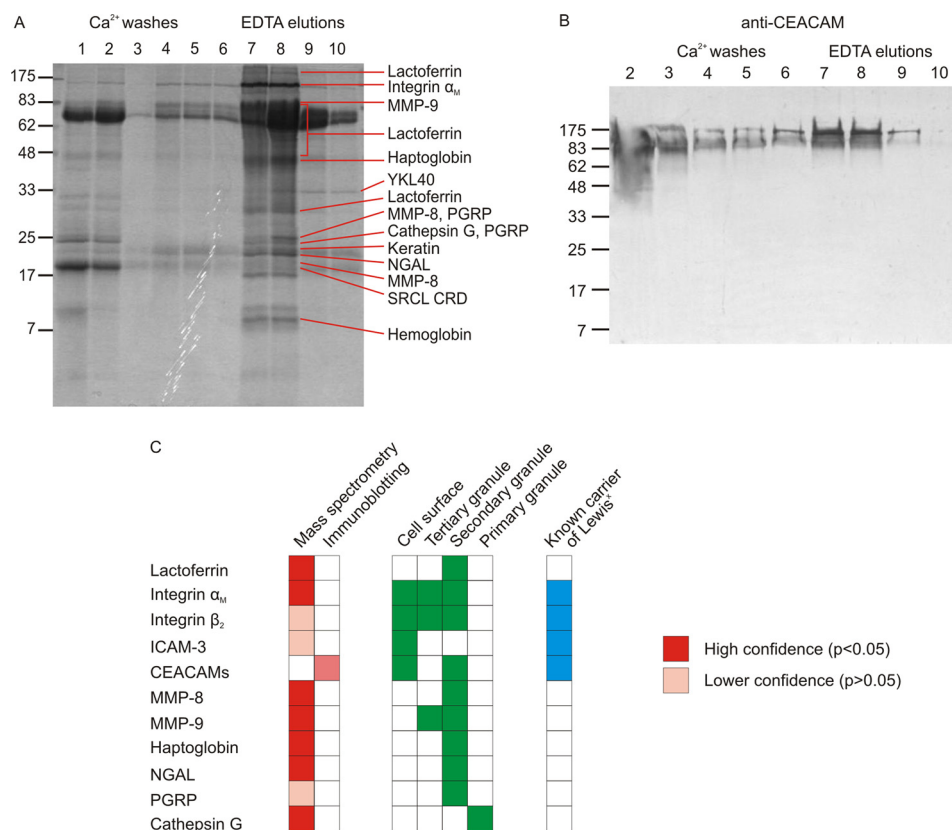 A
Ca²⁺ washes EDTA elutions
1 2 3 4 5 6 7 8 9 10
175
83
62
48
33
25
17
7
Lactoferrin
Integrin αM
MMP-9
Lactoferrin
Haptoglobin
YKL40
Lactoferrin
MMP-8, PGRP
Cathepsin G, PGRP
Keratin
NGAL
MMP-8
SRCL CRD
Hemoglobin
B
anti-CEACAM
Ca²⁺ washes EDTA elutions
2 3 4 5 6 7 8 9 10
175
83
62
48
33
25
17
7
C
Mass spectrometry
Immunoblotting
Cell surface
Tertiary granule
Secondary granule
Primary granule
Known carrier
of Lewisˣ
Lactoferrin
Integrin αM
Integrin β₂
ICAM-3
CEACAMs
MMP-8
MMP-9
Haptoglobin
NGAL
PGRP
Cathepsin G
High confidence (p<0.05)
Lower confidence (p>0.05)